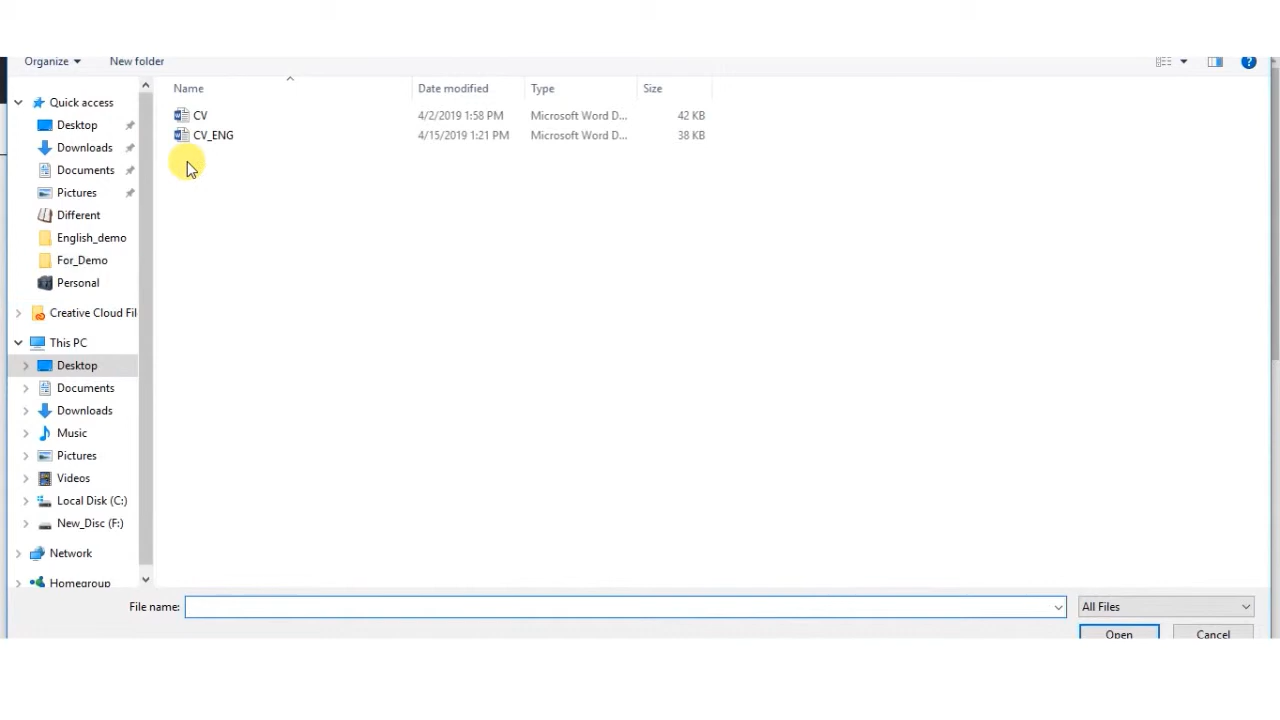 Organize New folder
Name Date modified Type Size
CV 4/2/2019 1:58 PM Microsoft Word D... 42 KB
CV_ENG 4/15/2019 1:21 PM Microsoft Word D... 38 KB
Quick access
Desktop
Downloads
Documents
Pictures
Different
English_demo
For_Demo
Personal
Creative Cloud Fil
This PC
Desktop
Documents
Downloads
Music
Pictures
Videos
Local Disk (C:)
New_Disc (F:)
Network
Homegroup
File name: All Files
Open Cancel